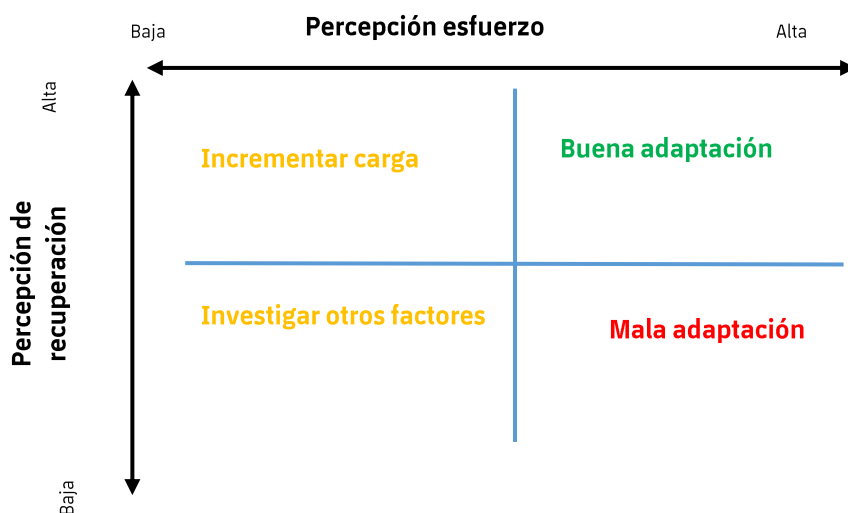 Percepción esfuerzo
Baja
Alta
Alta
Incrementar carga
Buena adaptación
Percepción de
recuperación
Investigar otros factores
Mala adaptación
Baja